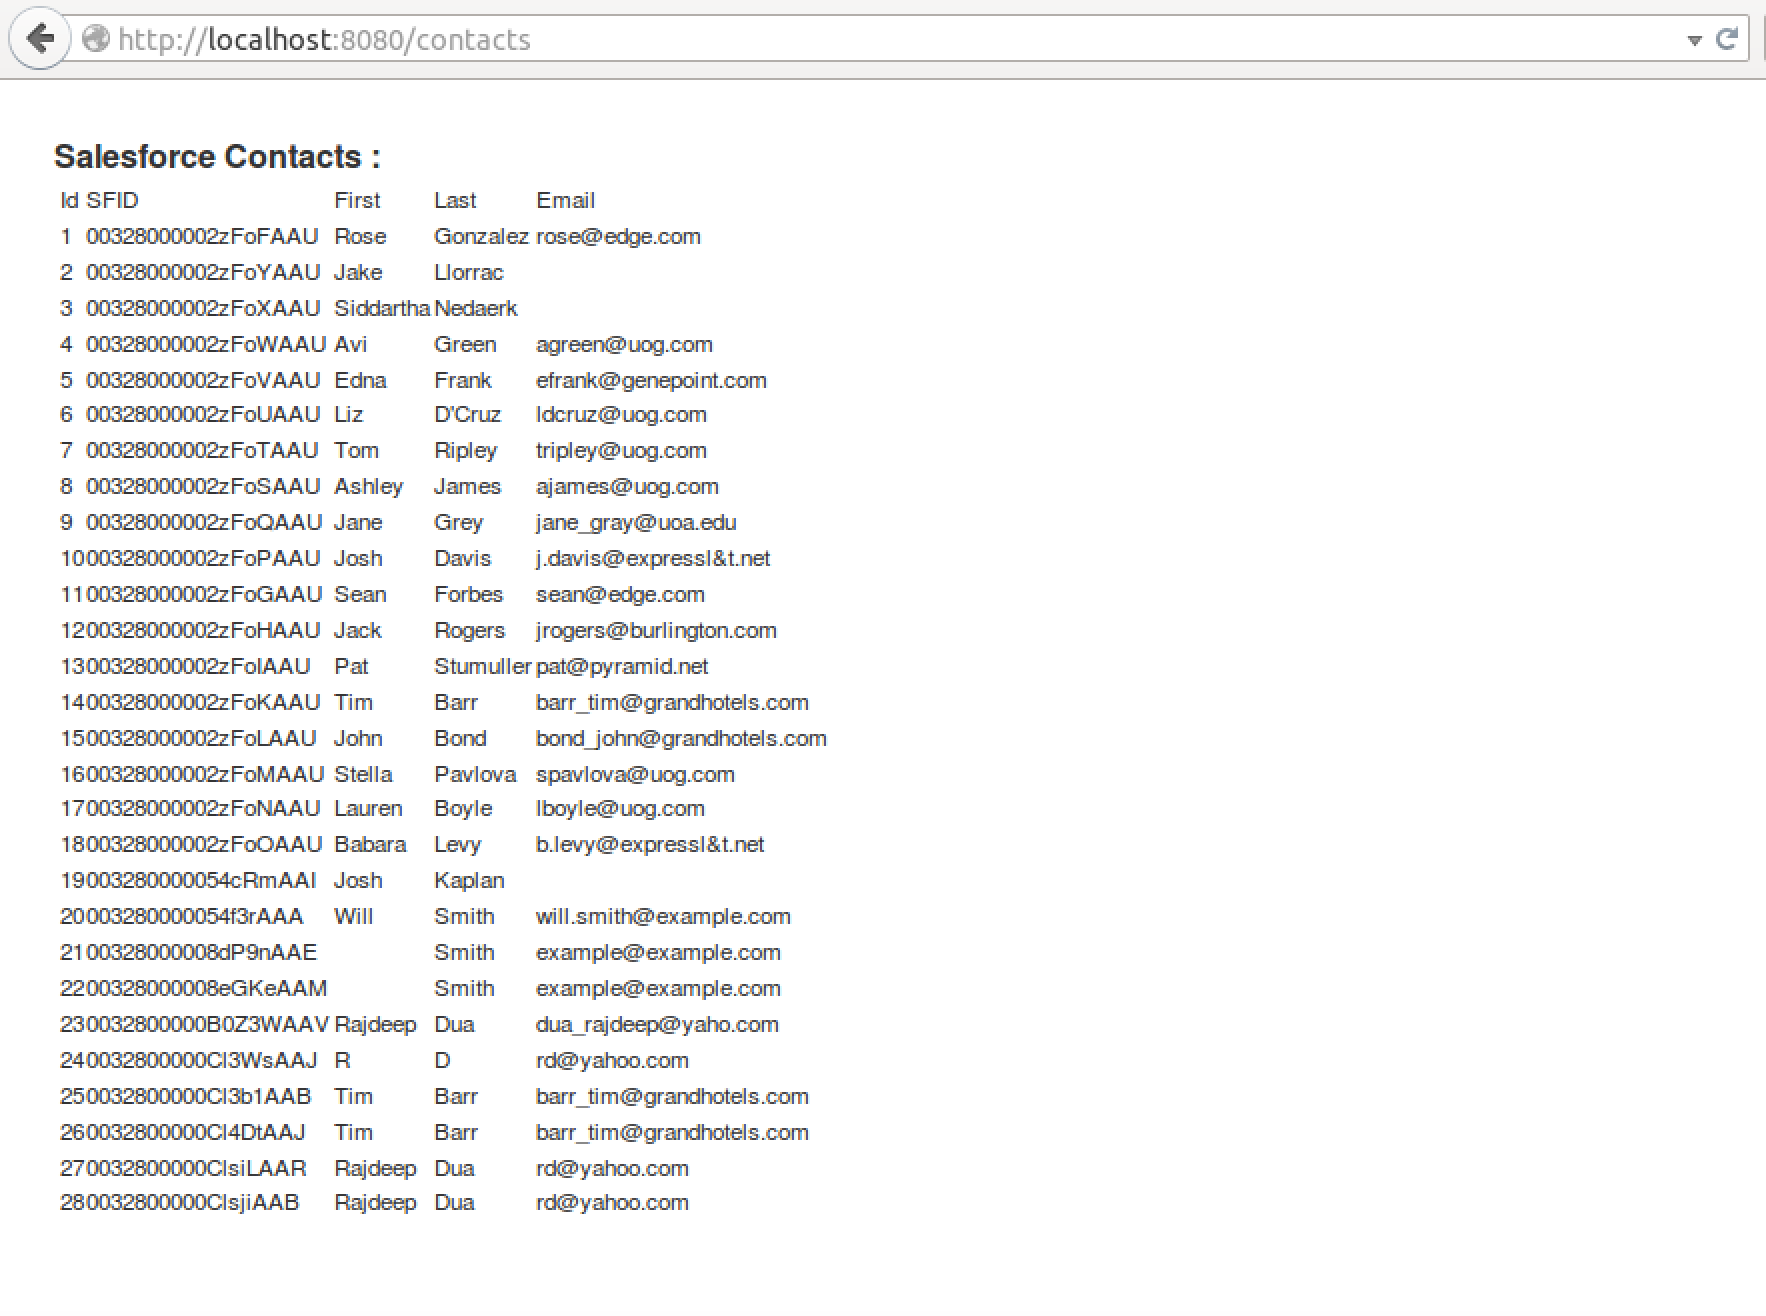 http://localhost:8080/contacts
Salesforce Contacts :
Id SFID First Last Email
1 00328000002zFoFAAU Rose Gonzalez rose@edge.com
2 00328000002zFoYAAU Jake Llorrac
3 00328000002zFoXAAU Siddartha Nedaerk
4 00328000002zFoWAAU Avi Green agreen@uog.com
5 00328000002zFoVAAU Edna Frank efrank@genepoint.com
6 00328000002zFoUAAU Liz D'Cruz ldcruz@uog.com
7 00328000002zFoTAAU Tom Ripley tripley@uog.com
8 00328000002zFoSAAU Ashley James ajames@uog.com
9 00328000002zFoQAAU Jane Grey jane_gray@uoa.edu
10 00328000002zFoPAAU Josh Davis j.davis@expressl&t.net
11 00328000002zFoGAAU Sean Forbes sean@edge.com
12 00328000002zFoHAAU Jack Rogers jrogers@burlington.com
13 00328000002zFoIAAU Pat Stumuller pat@pyramid.net
14 00328000002zFoKAAU Tim Barr barr_tim@grandhotels.com
15 00328000002zFoLAAU John Bond bond_john@grandhotels.com
16 00328000002zFoMAAU Stella Pavlova spavlova@uog.com
17 00328000002zFoNAAU Lauren Boyle lboyle@uog.com
18 00328000002zFoOAAU Babara Levy b.levy@expressl&t.net
19 003280000054cRmAAI Josh Kaplan
20 003280000054f3rAAA Will Smith will.smith@example.com
21 00328000008dP9nAAE Smith example@example.com
22 00328000008eGKeAAM Smith example@example.com
23 0032800000B0Z3WAAV Rajdeep Dua dua_rajdeep@yaho.com
24 0032800000Cl3WsAAJ R D rd@yahoo.com
25 0032800000Cl3b1AAB Tim Barr barr_tim@grandhotels.com
26 0032800000Cl4DtAAJ Tim Barr barr_tim@grandhotels.com
27 0032800000ClsiLAAR Rajdeep Dua rd@yahoo.com
28 0032800000ClsjiAAB Rajdeep Dua rd@yahoo.com